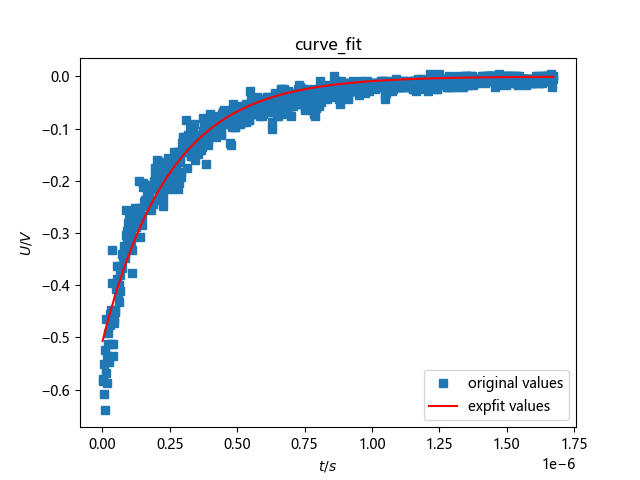 curve_fit
0.0
−0.1
−0.2
−0.3
−0.4
−0.5
−0.6
U/V
0.00
0.25
0.50
0.75
1.00
1.25
1.50
1.75
1e−6
t/s
original values
expfit values